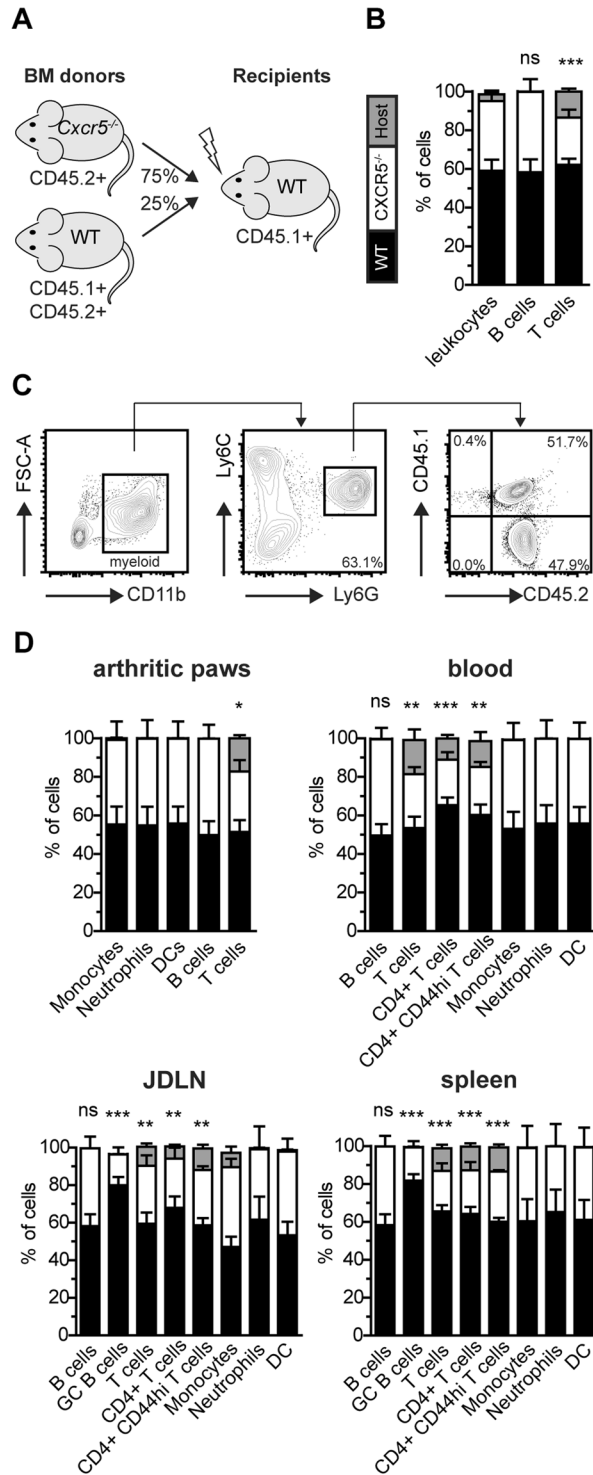 A
BM donors
Recipients
Cxcr5-/-
CD45.2+
75%
25%
WT
CD45.1+
WT
CD45.1+
CD45.2+
B
Host
CXCR5-/-
WT
% of cells
100
80
60
40
20
0
ns
***
leukocytes
B cells
T cells
C
FSC-A
myeloid
CD11b
Ly6C
63.1%
Ly6G
CD45.1
0.4%
51.7%
0.0%
47.9%
CD45.2
D
arthritic paws
% of cells
100
80
60
40
20
0
*
Monocytes
Neutrophils
DCs
B cells
T cells
blood
% of cells
100
80
60
40
20
0
ns
**
***
**
B cells
T cells
CD4+ T cells
CD4+ CD44hi T cells
Monocytes
Neutrophils
DC
JDLN
% of cells
100
80
60
40
20
0
ns
***
**
**
**
B cells
GC B cells
T cells
CD4+ T cells
CD4+ CD44hi T cells
Monocytes
Neutrophils
DC
spleen
% of cells
100
80
60
40
20
0
ns
***
***
***
***
B cells
GC B cells
T cells
CD4+ T cells
CD4+ CD44hi T cells
Monocytes
Neutrophils
DC